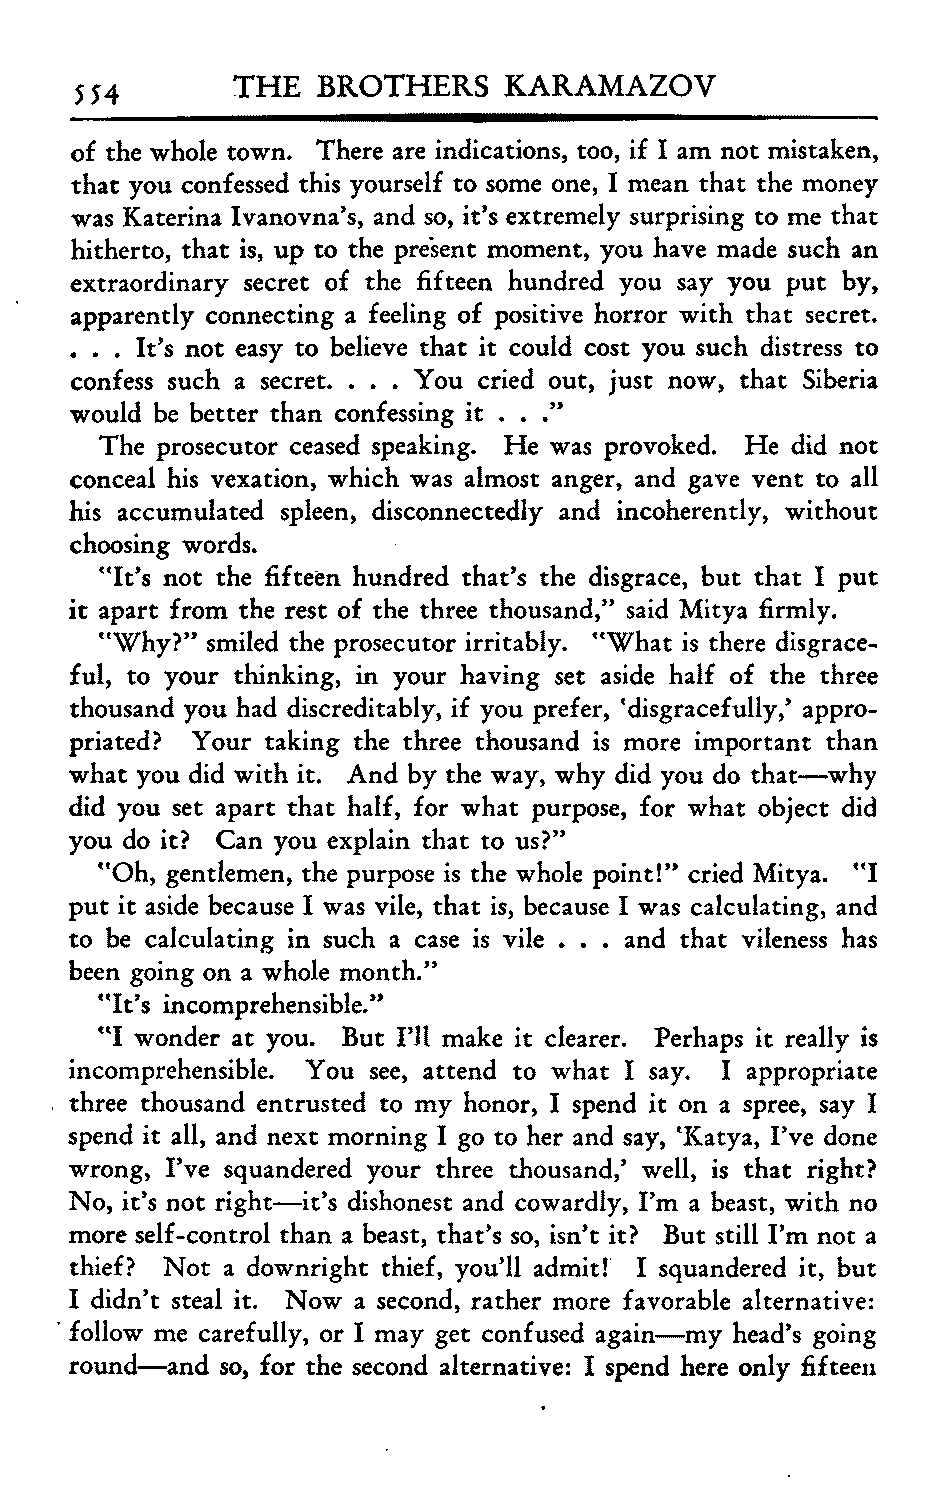 554 THE BROTHERS KARAMAZOV
of the whole town. There are indications, too, if I am not mistaken,
that you confessed this yourself to some one, I mean that the money
was Katerina Ivanovna's, and so, it's extremely surprising to me that
hitherto, that is, up to the present moment, you have made such an
extraordinary secret of the fifteen hundred you say you put by,
apparently connecting a feeling of positive horror with that secret.
. . . It's not easy to believe that it could cost you such distress to
confess such a secret. . . . You cried out, just now, that Siberia
would be better than confessing it . . ."
The prosecutor ceased speaking. He was provoked. He did not
conceal his vexation, which was almost anger, and gave vent to all
his accumulated spleen, disconnectedly and incoherently, without
choosing words.
"It's not the fifteen hundred that's the disgrace, but that I put
it apart from the rest of the three thousand," said Mitya firmly.
"Why?" smiled the prosecutor irritably. "What is there disgrace-
ful, to your thinking, in your having set aside half of the three
thousand you had discreditably, if you prefer, 'disgracefully,' appro-
priated? Your taking the three thousand is more important than
what you did with it. And by the way, why did you do that—why
did you set apart that half, for what purpose, for what object did
you do it? Can you explain that to us?"
"Oh, gentlemen, the purpose is the whole point!" cried Mitya. "I
put it aside because I was vile, that is, because I was calculating, and
to be calculating in such a case is vile . . . and that vileness has
been going on a whole month."
"It's incomprehensible."
"I wonder at you. But I'll make it clearer. Perhaps it really is
incomprehensible. You see, attend to what I say. I appropriate
three thousand entrusted to my honor, I spend it on a spree, say I
spend it all, and next morning I go to her and say, 'Katya, I've done
wrong, I've squandered your three thousand,' well, is that right?
No, it's not right—it's dishonest and cowardly, I'm a beast, with no
more self-control than a beast, that's so, isn't it? But still I'm not a
thief? Not a downright thief, you'll admit! I squandered it, but
I didn't steal it. Now a second, rather more favorable alternative:
follow me carefully, or I may get confused again—my head's going
round—and so, for the second alternative: I spend here only fifteen